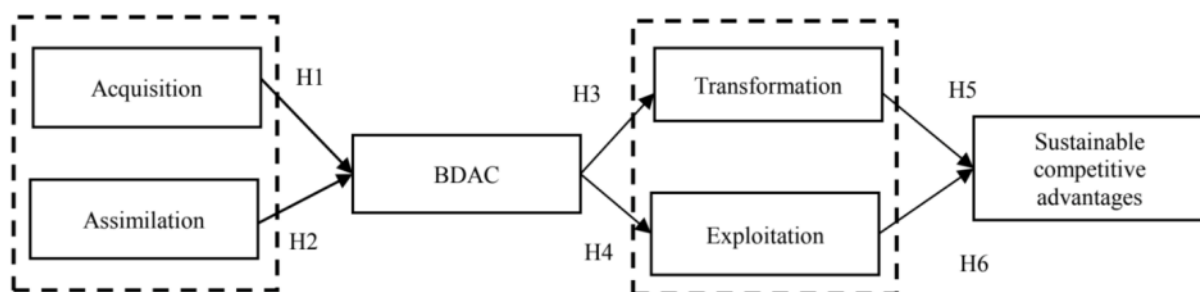 Acquisition
H1
Assimilation
H2
BDAC
H3
H4
Transformation
Exploitation
H5
H6
Sustainable
competitive
advantages